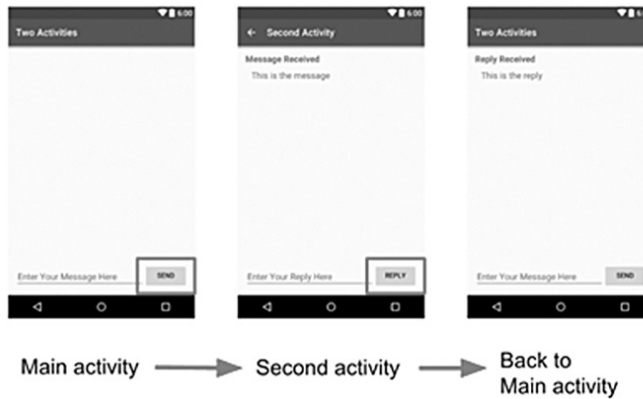 6:00
Two Activities
Enter Your Message Here
SEND
6:00
Second Activity
Message Received
This is the message
Enter Your Reply Here
REPLY
Two Activities
Reply Received
This is the reply
Enter Your Message Here
SEND
Main activity
Second activity
Back to
Main activity